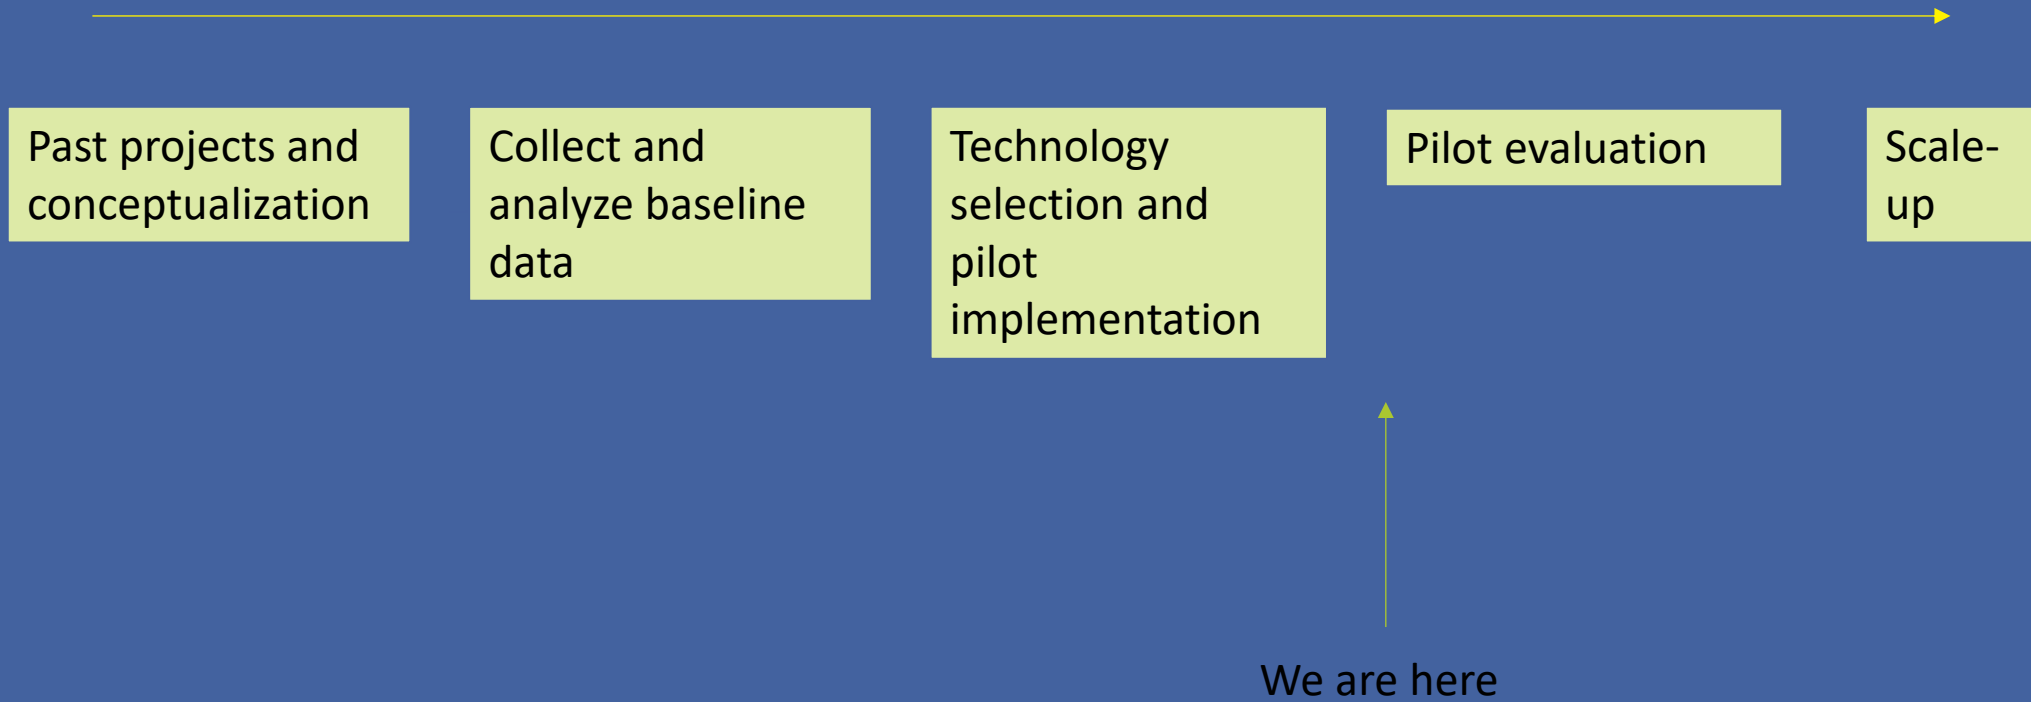 Past projects and
conceptualization
Collect and
analyze baseline
data
Technology
selection and
pilot
implementation
Pilot evaluation
Scale-
up
We are here